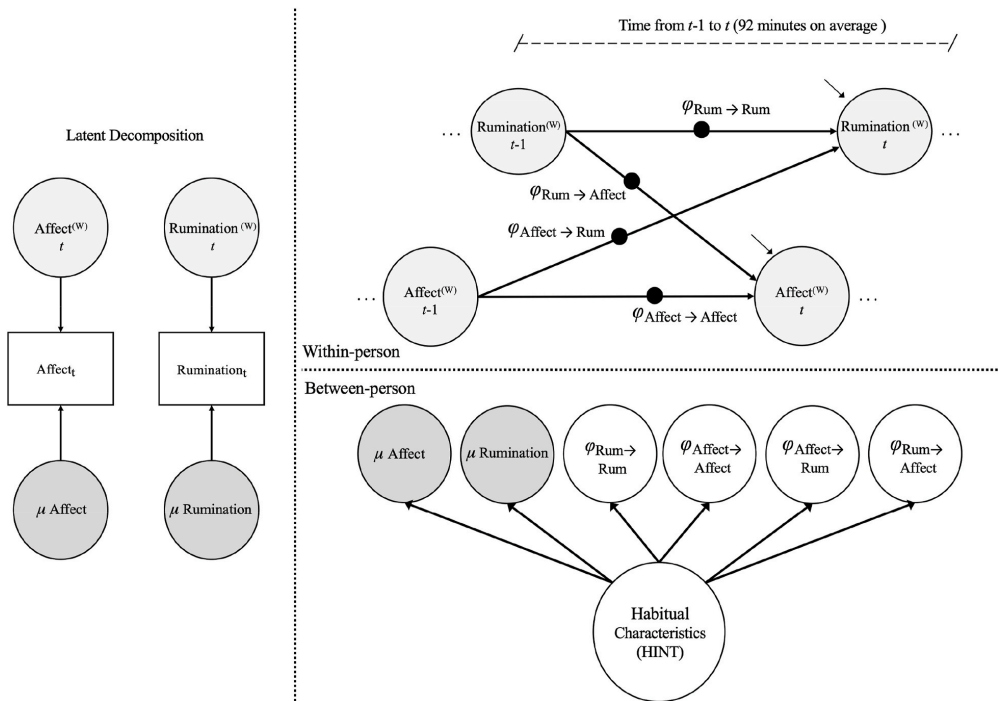 Latent Decomposition
Affect(W)
t
Rumination (W)
t
Affectt
Ruminationt
μ Affect
μ Rumination
Time from t-1 to t (92 minutes on average )
Rumination(W)
t-1
φRum → Rum
Rumination (W)
t
φRum → Affect
φAffect → Rum
Affect(W)
t-1
φAffect → Affect
Affect(W)
t
... 
...
...
...
Within-person
Between-person
μ Affect
μ Rumination
φRum→
Rum
φAffect→
Affect
φAffect→
Rum
φRum→
Affect
Habitual
Characteristics
(HINT)